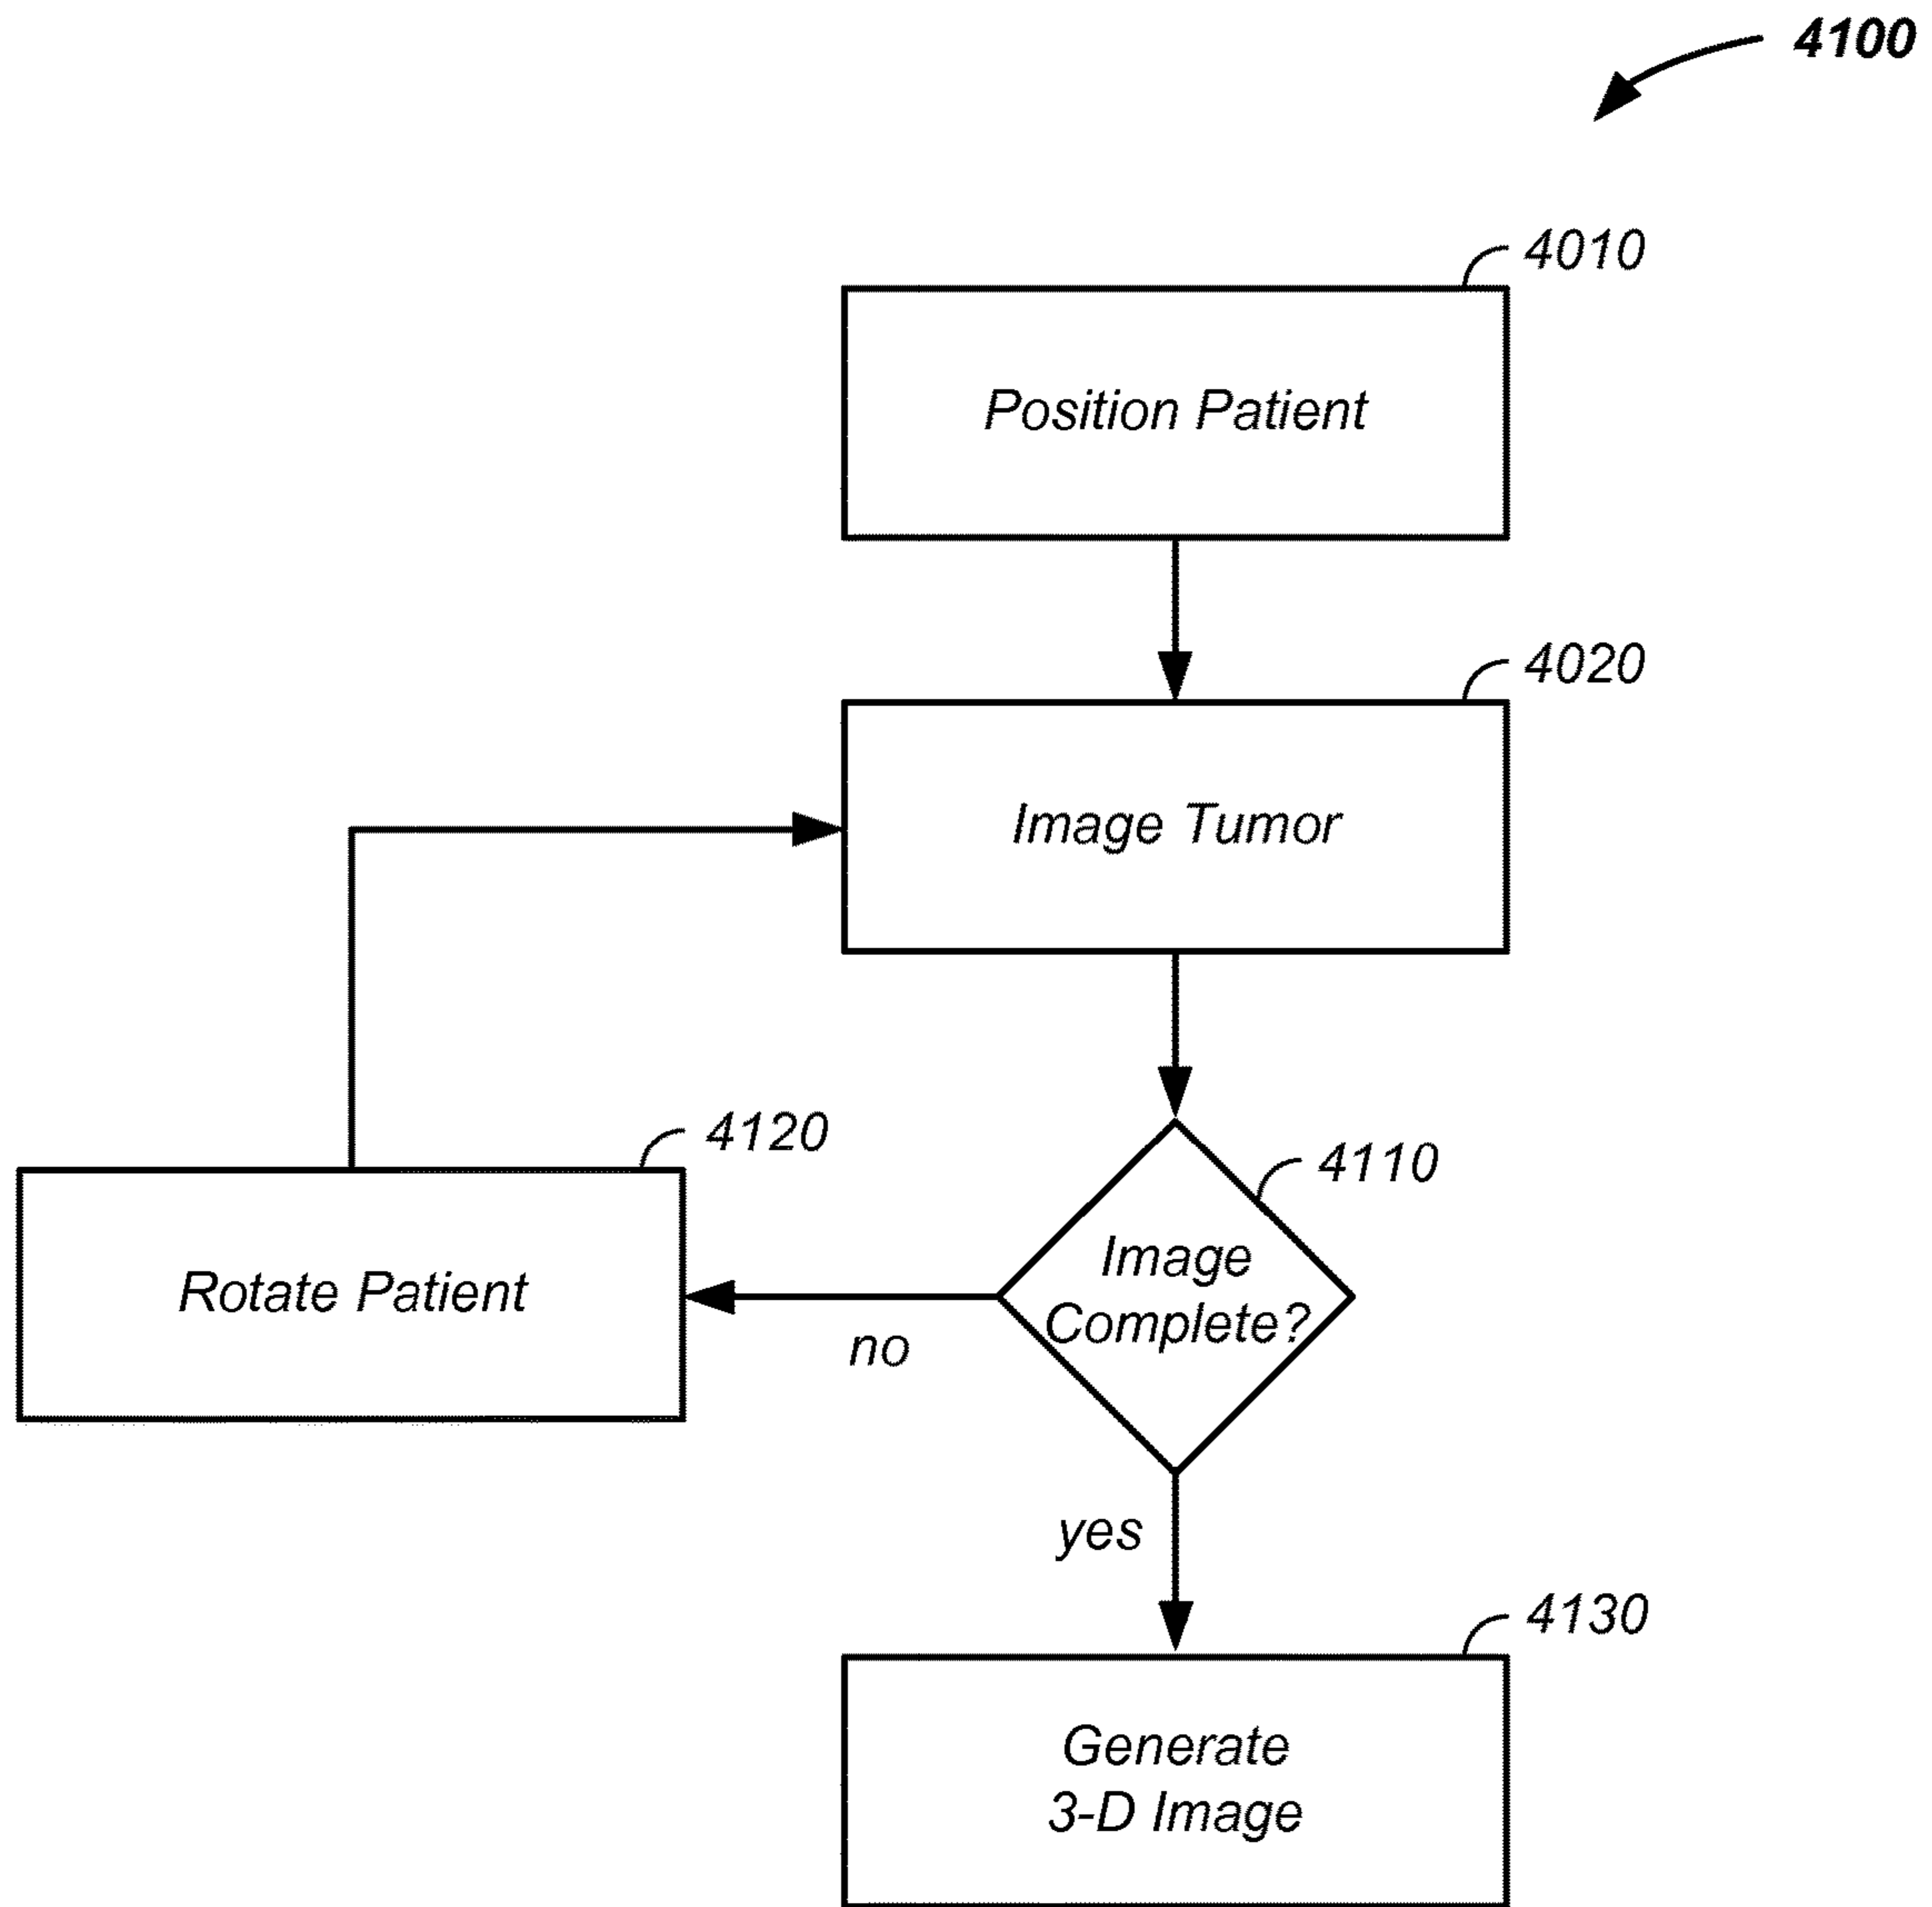 4100
4010
Position Patient
4020
Image Tumor
4120
4110
Rotate Patient
Image
Complete?
no
yes
4130
Generate
3-D Image